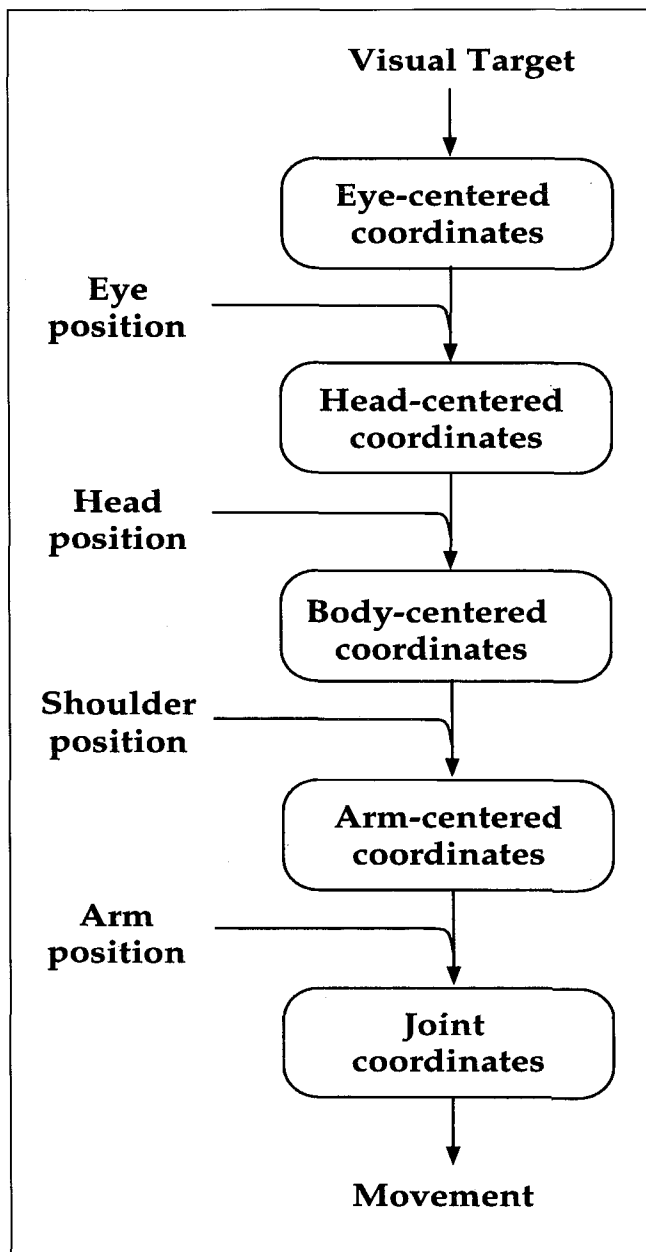 Visual Target
Eye-centered
coordinates
Eye
position
Head-centered
coordinates
Head
position
Body-centered
coordinates
Shoulder
position
Arm-centered
coordinates
Arm
position
Joint
coordinates
Movement